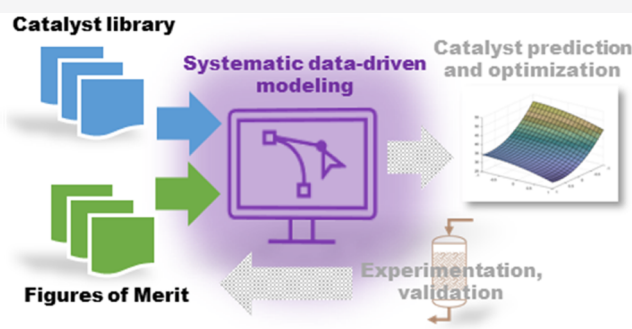 Catalyst library
Systematic data-driven
modeling
Catalyst prediction
and optimization
Figures of Merit
Experimentation,
validation